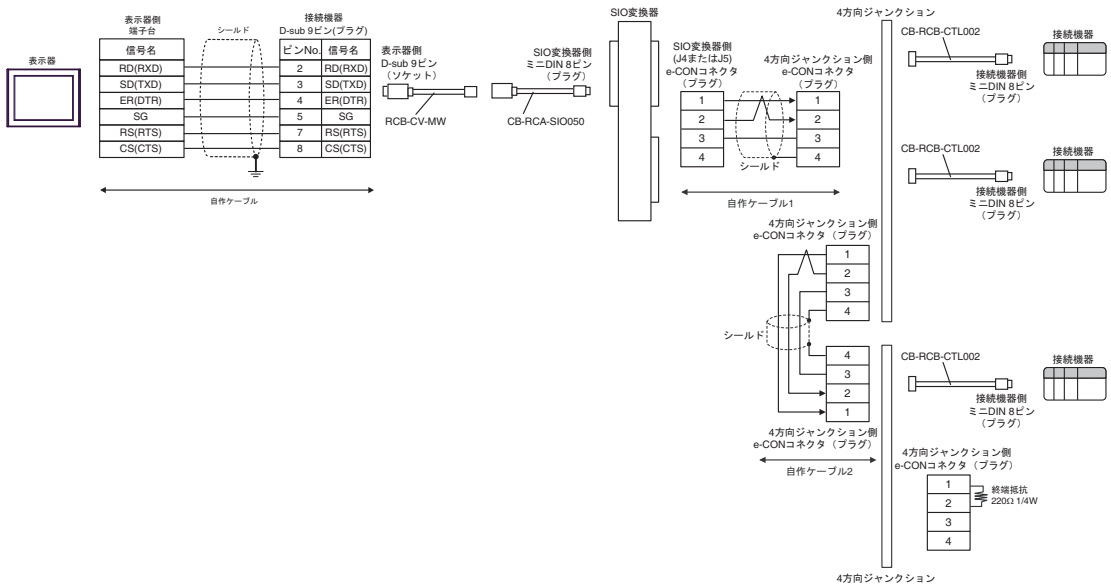 表示器
表示器側
端子台
シールド
接続機器
D-sub 9ピン(プラグ)
信号名
ピンNo.
信号名
RD(RXD)
2
RD(RXD)
SD(TXD)
3
SD(TXD)
ER(DTR)
4
ER(DTR)
SG
5
SG
RS(RTS)
7
RS(RTS)
CS(CTS)
8
CS(CTS)
自作ケーブル
表示器側
D-sub 9ピン
（ソケット）
RCB-CV-MW
SIO変換器側
ミニDIN 8ピン
（プラグ）
CB-RCA-SIO050
SIO変換器
SIO変換器側
(J4またはJ5)
e-CONコネクタ
（プラグ）
1
2
3
4
シールド
4方向ジャンクション側
e-CONコネクタ
（プラグ）
1
2
3
4
自作ケーブル1
4方向ジャンクション側
e-CONコネクタ（プラグ）
1
2
3
4
シールド
4
3
2
1
4方向ジャンクション側
e-CONコネクタ（プラグ）
自作ケーブル2
4方向ジャンクション
CB-RCB-CTL002
接続機器側
ミニDIN 8ピン
（プラグ）
接続機器
CB-RCB-CTL002
接続機器側
ミニDIN 8ピン
（プラグ）
接続機器
CB-RCB-CTL002
接続機器側
ミニDIN 8ピン
（プラグ）
接続機器
4方向ジャンクション側
e-CONコネクタ（プラグ）
1
2
3
4
終端抵抗
220Ω 1/4W
4方向ジャンクション